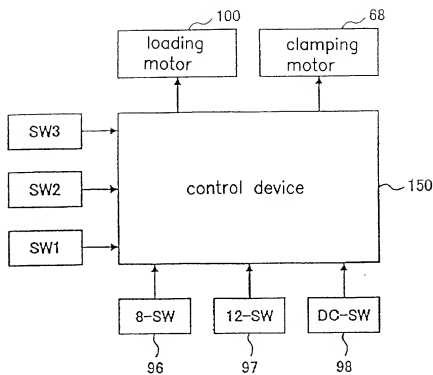 100
68
loading
motor
clamping
motor
SW3
SW2
control device
150
SW1
8-SW
12-SW
DC-SW
96
97
98